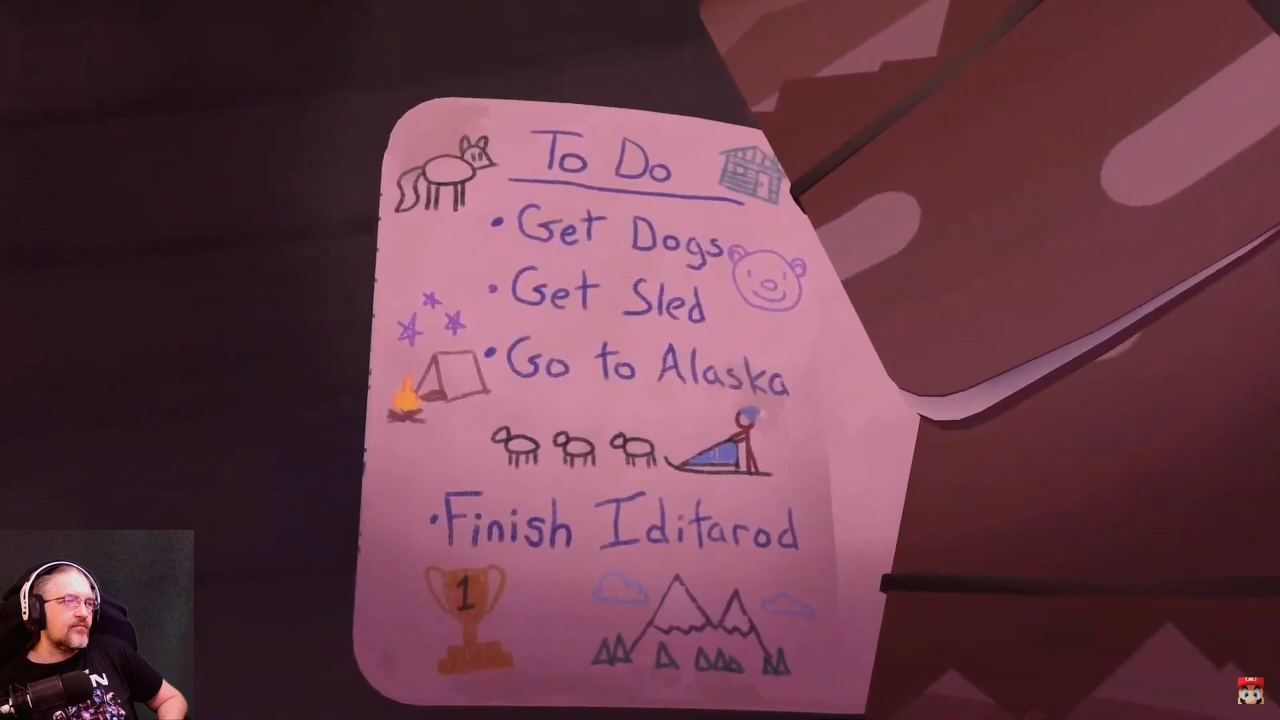 To Do
• Get Dogs
• Get Sled
• Go to Alaska
• Finish Iditarod
1